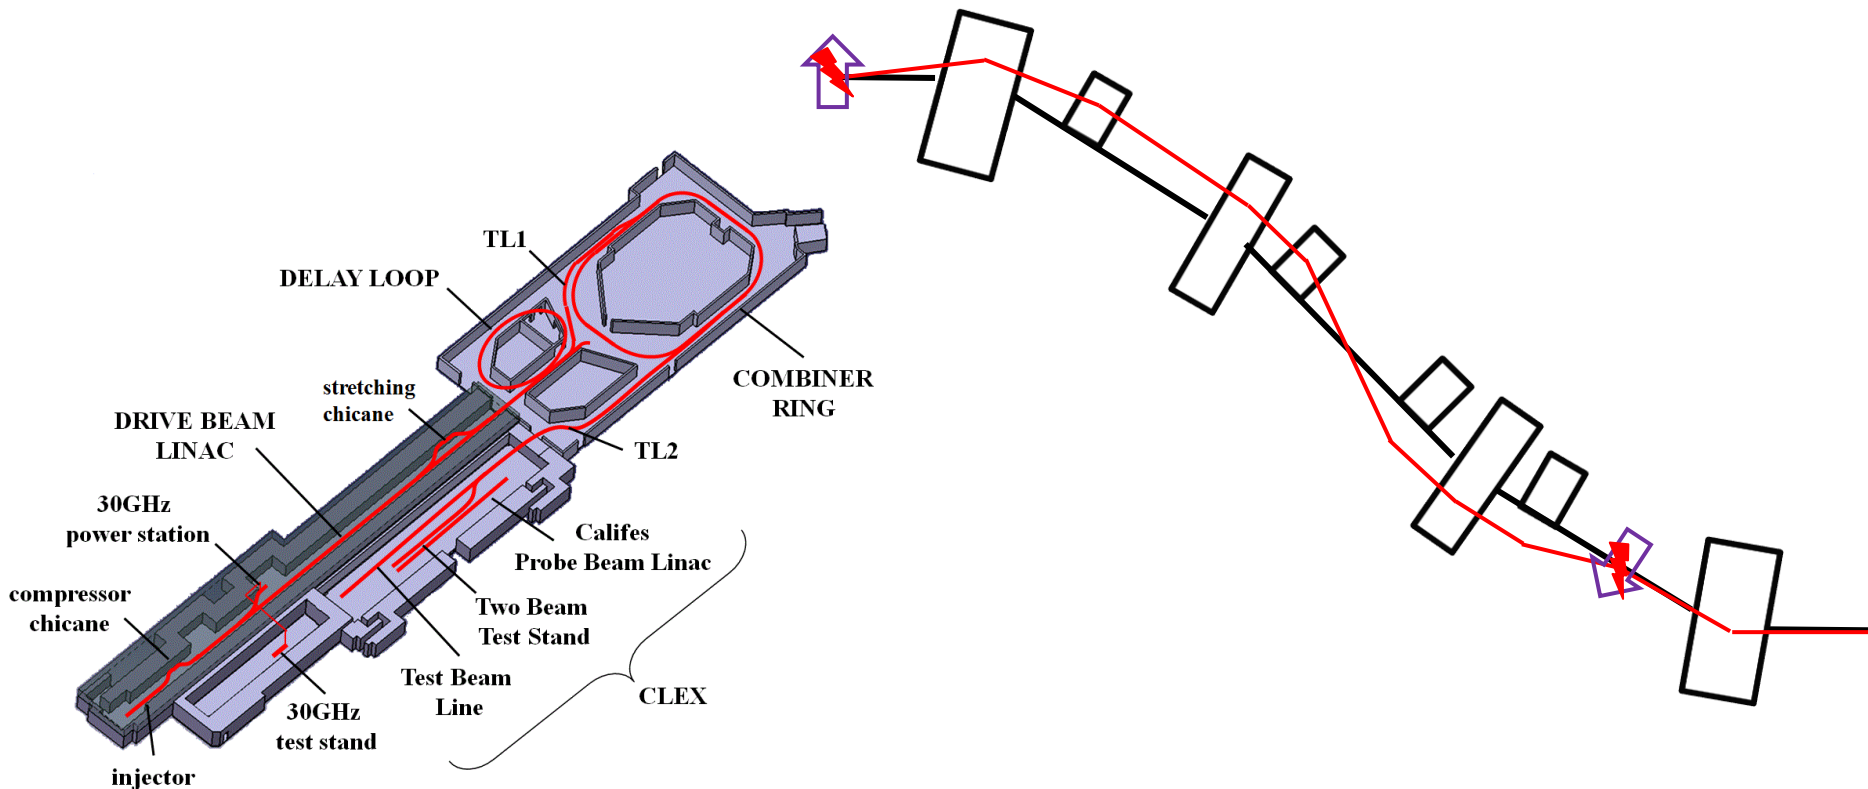 TL1
DELAY LOOP
COMBINER
RING
stretching
chicane
DRIVE BEAM
LINAC
TL2
30GHz
power station
Califes
Probe Beam Linac
compressor
chicane
Two Beam
Test Stand
Test Beam
Line
CLEX
30GHz
test stand
injector